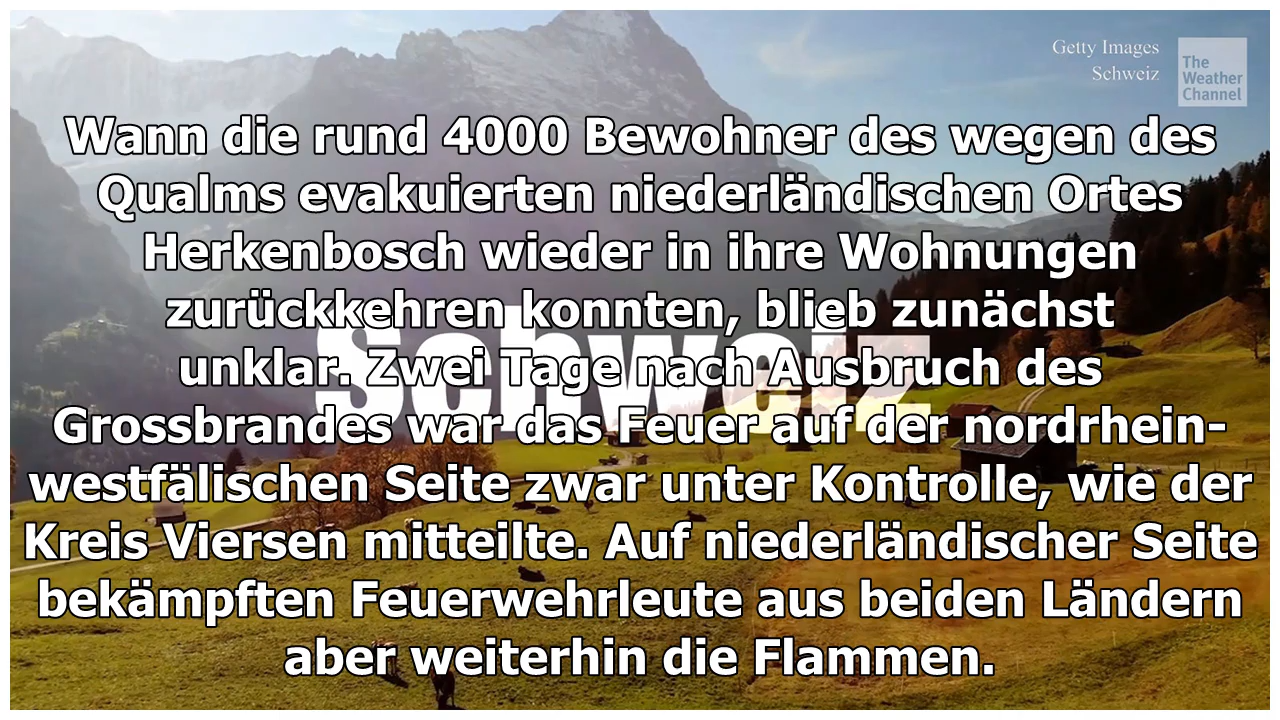 Getty Images
Schweiz
The
Weather
Channel
Wann die rund 4000 Bewohner des wegen des
Qualms evakuierten niederländischen Ortes
Herkenbosch wieder in ihre Wohnungen
zurückkehren konnten, blieb zunächst
unklar. Zwei Tage nach Ausbruch des
Grossbrandes war das Feuer auf der nordrhein-
westfälischen Seite zwar unter Kontrolle, wie der
Kreis Viersen mitteilte. Auf niederländischer Seite
bekämpften Feuerwehrleute aus beiden Ländern
aber weiterhin die Flammen.
Schweiz